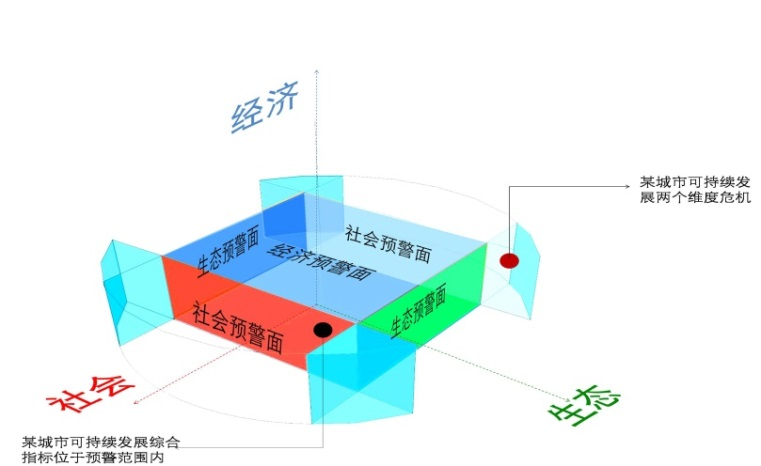 经济
某城市可持续发
展两个维度危机
生态预警面
社会预警面
经济预警面
社会预警面
生态预警面
社会
生态
某城市可持续发展综合
指标位于预警范围内